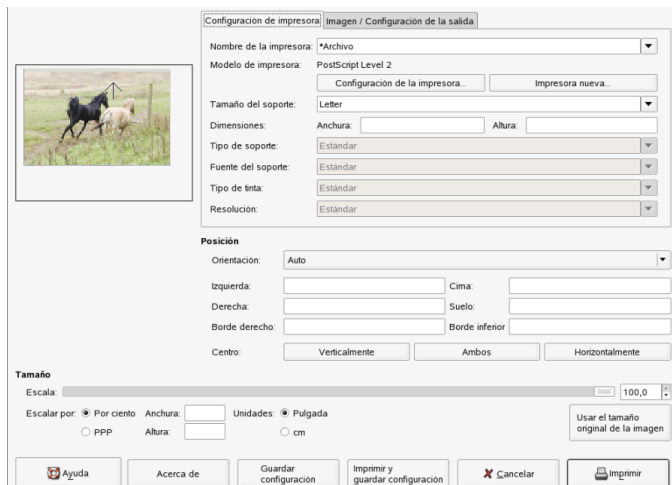 Configuración de impresora Imagen / Configuración de la salida
Nombre de la impresora: *Archivo
Modelo de impresora: PostScript Level 2
Configuración de la impresora... Impresora nueva...
Tamaño del soporte: Letter
Dimensiones: Anchura: Altura:
Tipo de soporte: Estándar
Fuente del soporte: Estándar
Tipo de tinta: Estándar
Resolución: Estándar
Posición
Orientación: Auto
Izquierda: Cima:
Derecha: Suelo:
Borde derecho: Borde inferior
Centro: Verticalmente Ambos Horizontalmente
Tamaño
Escala: 100,0
Escalar por: Por ciento Anchura: Unidades: Pulgada
PPP Altura: cm
Usar el tamaño
original de la imagen
Ayuda Acerca de Guardar
configuración Imprimir y
guardar configuración Cancelar Imprimir